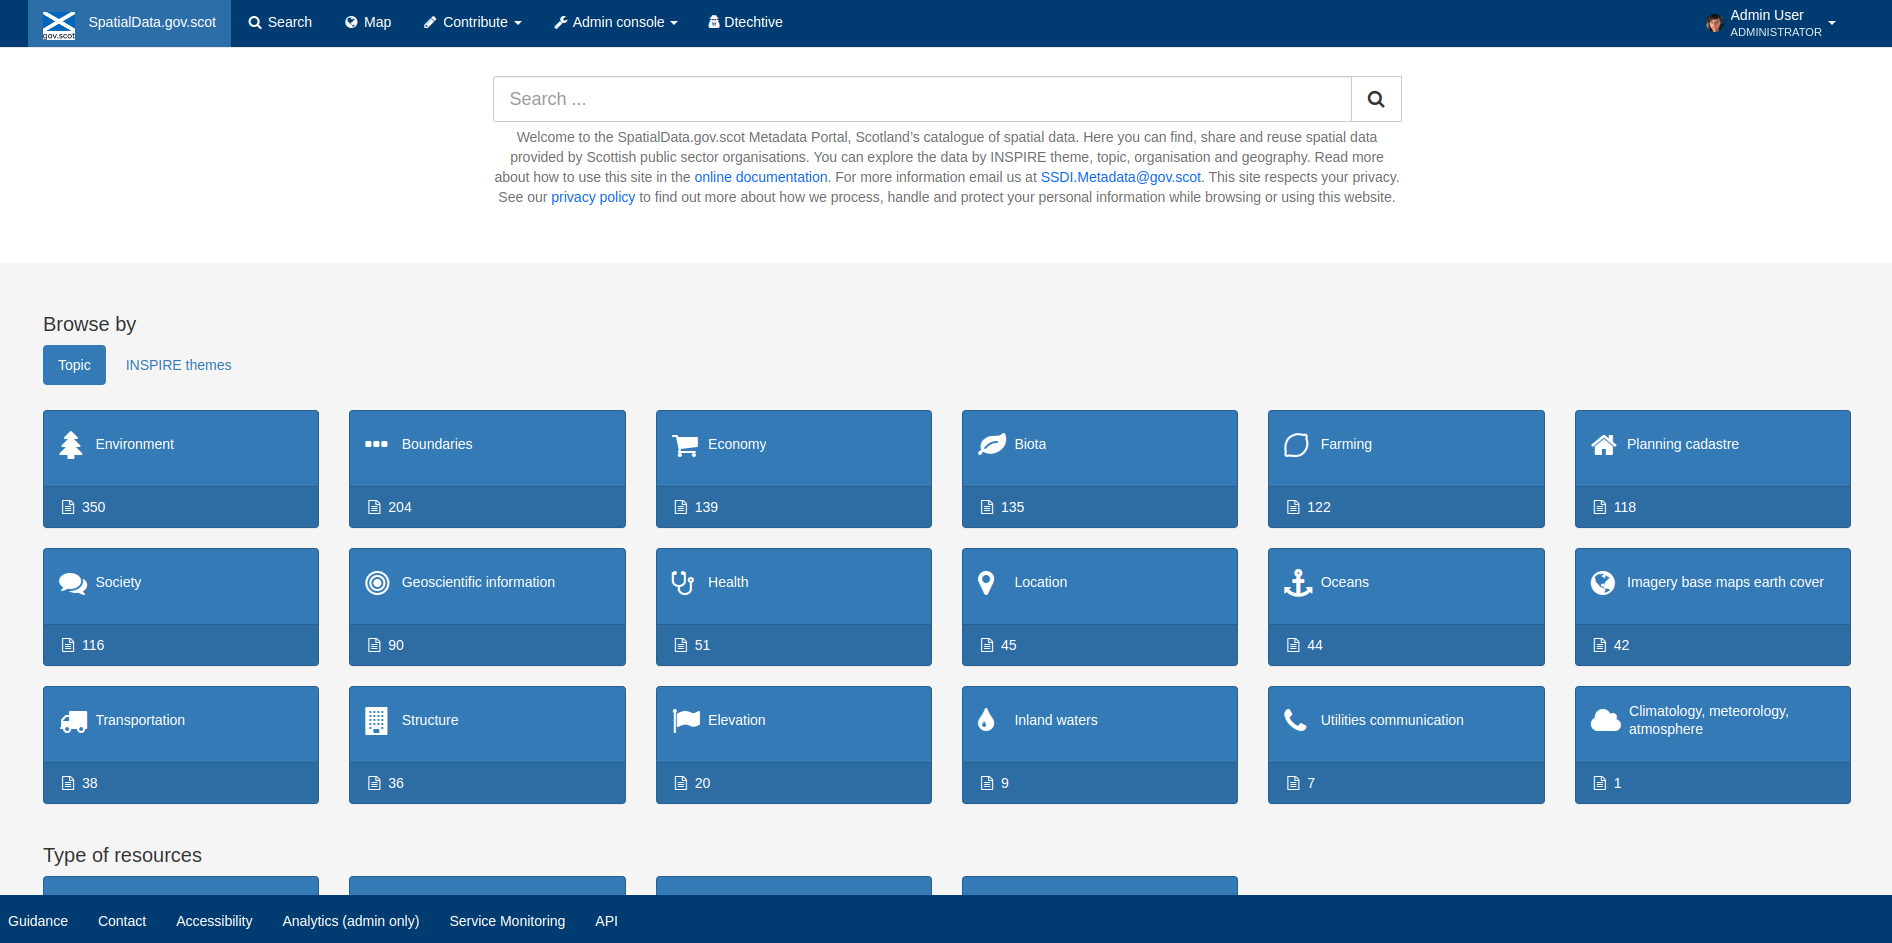 gov.scot SpatialData.gov.scot Search Map Contribute Admin console Dtechtive Admin User
ADMINISTRATOR
Search ...
Welcome to the SpatialData.gov.scot Metadata Portal, Scotland's catalogue of spatial data. Here you can find, share and reuse spatial data
provided by Scottish public sector organisations. You can explore the data by INSPIRE theme, topic, organisation and geography. Read more
about how to use this site in the online documentation. For more information email us at SSDI.Metadata@gov.scot. This site respects your privacy.
See our privacy policy to find out more about how we process, handle and protect your personal information while browsing or using this website.
Browse by
Topic INSPIRE themes
Environment Boundaries Economy Biota Farming Planning cadastre
350 204 139 135 122 118
Society Geoscientific information Health Location Oceans Imagery base maps earth cover
116 90 51 45 44 42
Transportation Structure Elevation Inland waters Utilities communication Climatology, meteorology,
atmosphere
38 36 20 9 7 1
Type of resources
Guidance Contact Accessibility Analytics (admin only) Service Monitoring API